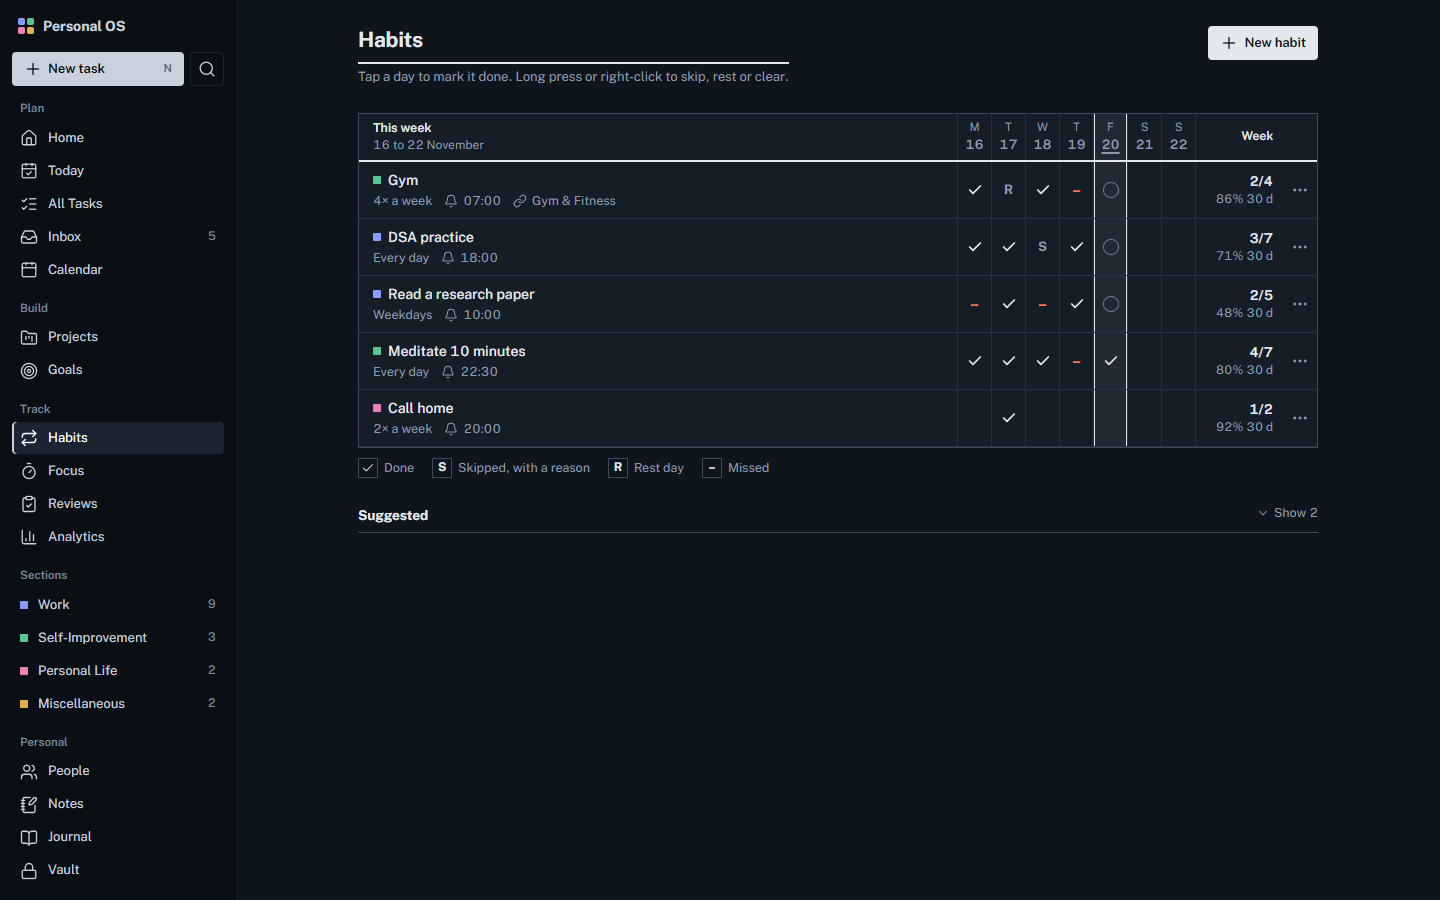 Personal OS
New task N
Plan
Home
Today
All Tasks
Inbox 5
Calendar
Build
Projects
Goals
Track
Habits
Focus
Reviews
Analytics
Sections
Work 9
Self-Improvement 3
Personal Life 2
Miscellaneous 2
Personal
People
Notes
Journal
Vault
Habits
New habit
Tap a day to mark it done. Long press or right-click to skip, rest or clear.
This week
16 to 22 November
M T W T F S S
16 17 18 19 20 21 22
Week
Gym
4× a week 07:00 Gym & Fitness
R
2/4
86% 30 d
DSA practice
Every day 18:00
S
3/7
71% 30 d
Read a research paper
Weekdays 10:00
2/5
48% 30 d
Meditate 10 minutes
Every day 22:30
4/7
80% 30 d
Call home
2× a week 20:00
1/2
92% 30 d
Done S Skipped, with a reason R Rest day – Missed
Suggested
Show 2